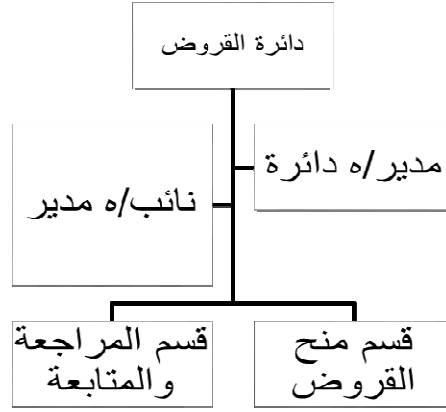 دائرة القروض
مدير/ه دائرة
نائب/ه مدير
قسم منح
القروض
قسم المراجعة
والمتابعة